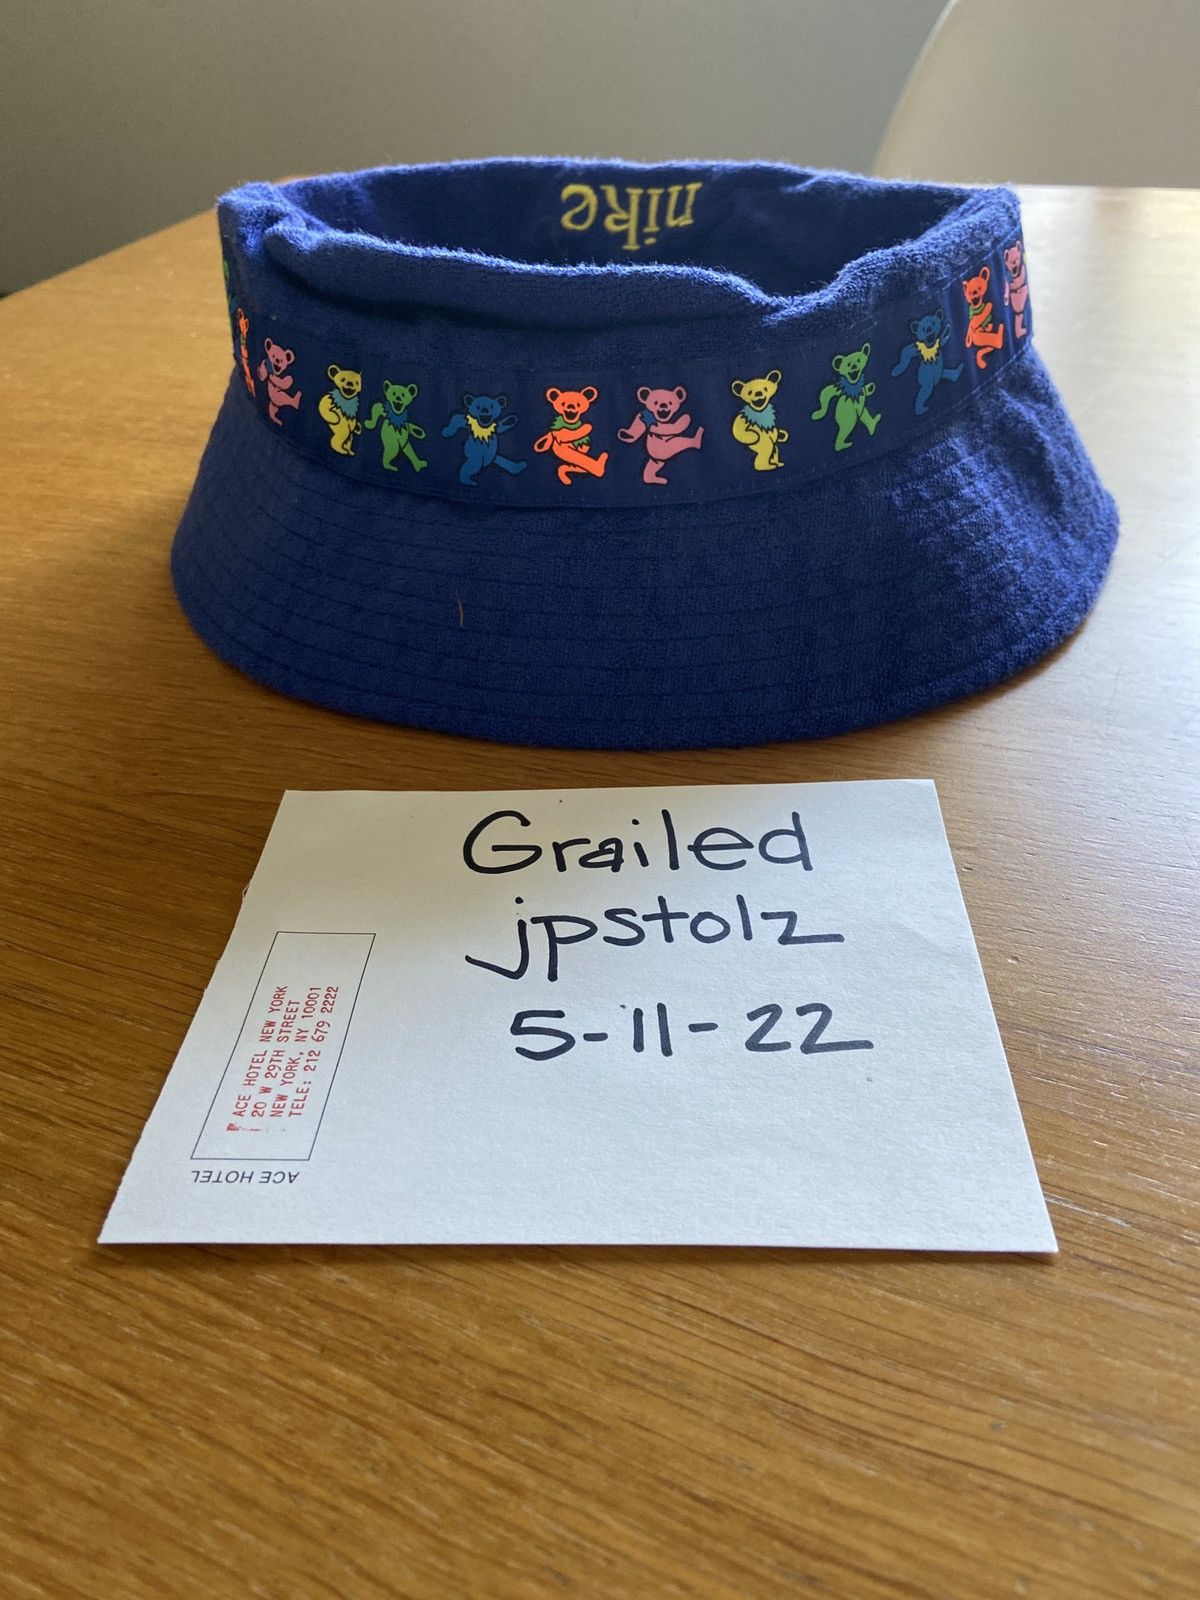 nike
Grailed
jpstolz
5-11-22
ACE HOTEL NEW YORK
20 W 29TH STREET
NEW YORK, NY 10001
TELE: 212 679 2222
ACE HOTEL